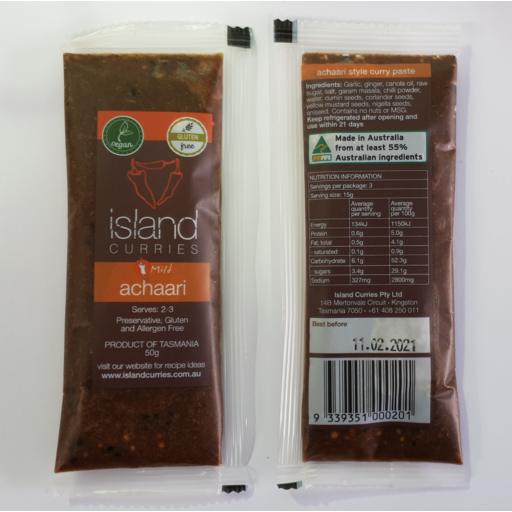 vegan
GLUTEN
free
island
CURRIES
Mild
achaari
Serves: 2-3
Preservative, Gluten
and Allergen Free
PRODUCT OF TASMANIA
50g
visit our website for recipe ideas
www.islandcurries.com.au
achaari style curry paste
Ingredients: Garlic, ginger, canola oil, raw
sugar, salt, garam masala, chilli powder,
water, cumin seeds, coriander seeds,
yellow mustard seeds, nigella seeds,
aniseed. Contains no nuts or MSG.
Keep refrigerated after opening and
use within 21 days
Made in Australia
from at least 55%
Australian ingredients
NUTRITION INFORMATION
Servings per package: 3
Serving size: 15g
Average quantity per serving Average quantity per 100g
Energy 134kJ 1150kJ
Protein 0.6g 5.0g
Fat, total 0.5g 4.1g
- saturated 0.1g 0.9g
Carbohydrate 6.1g 52.3g
- sugars 3.4g 29.1g
Sodium 327mg 2800mg
Island Curries Pty Ltd
14B Mertonvale Circuit - Kingston
Tasmania 7050 - +61 408 250 011
Best before
11.02.2021
9 339351 000201